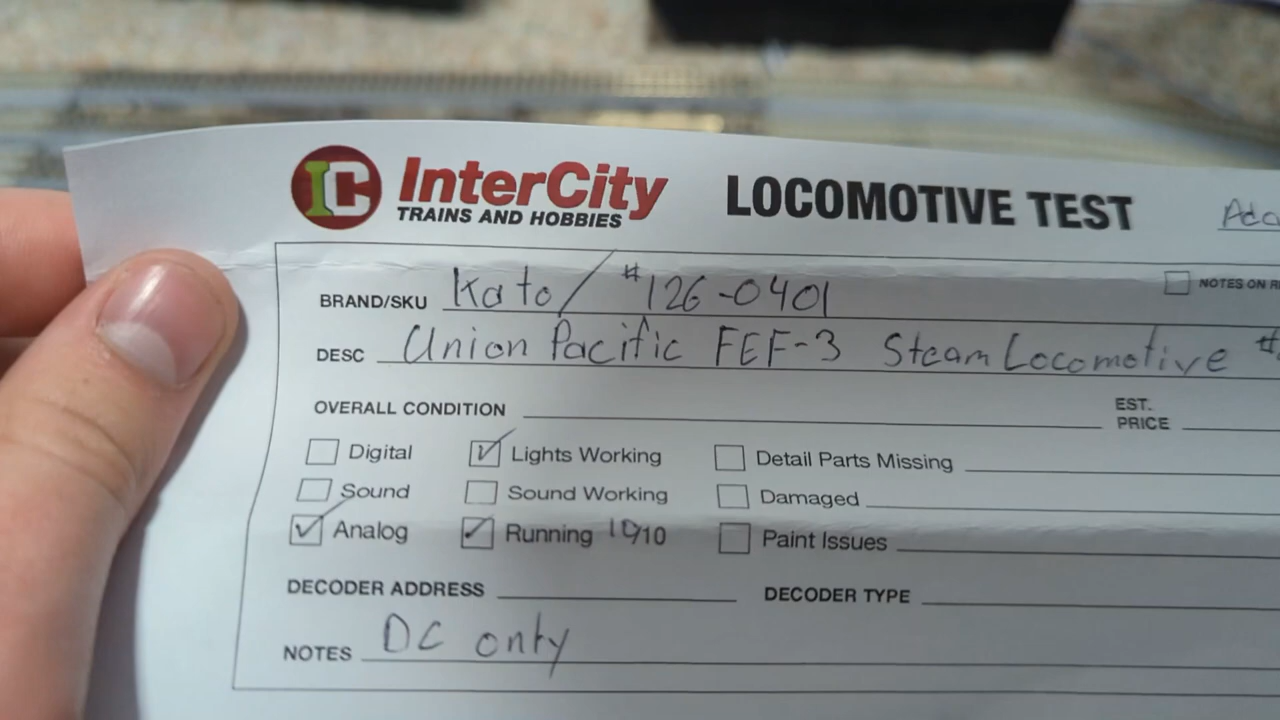 IC InterCity
TRAINS AND HOBBIES
LOCOMOTIVE TEST
NOTES ON
BRAND/SKU Kato/ #126-0401
DESC Union Pacific FEF-3 Steam Locomotive #
OVERALL CONDITION
EST.
PRICE
Digital Lights Working Detail Parts Missing
Sound Sound Working Damaged
Analog Running 10/10 Paint Issues
DECODER ADDRESS DECODER TYPE
NOTES DC only